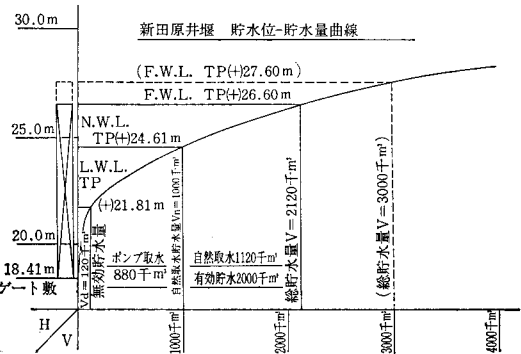 新田原井堰 貯水位-貯水量曲線
30.0m
(F.W.L. TP(+)27.60m)
F.W.L. TP(+)26.60m
N.W.L.
TP(+)24.61m
25.0m
L.W.L.
TP
(+)21.81m
20.0m
18.41m
ゲート敷
Vd=120千m³
無効貯水量
ポンプ取水
880千m³
自然取水貯水量Vn=1000千m³
自然取水1120千m³
有効貯水2000千m³
総貯水量V=2120千m³
(総貯水量V=3000千m³)
H
V
1000千m³
2000千m³
3000千m³
4000千m³